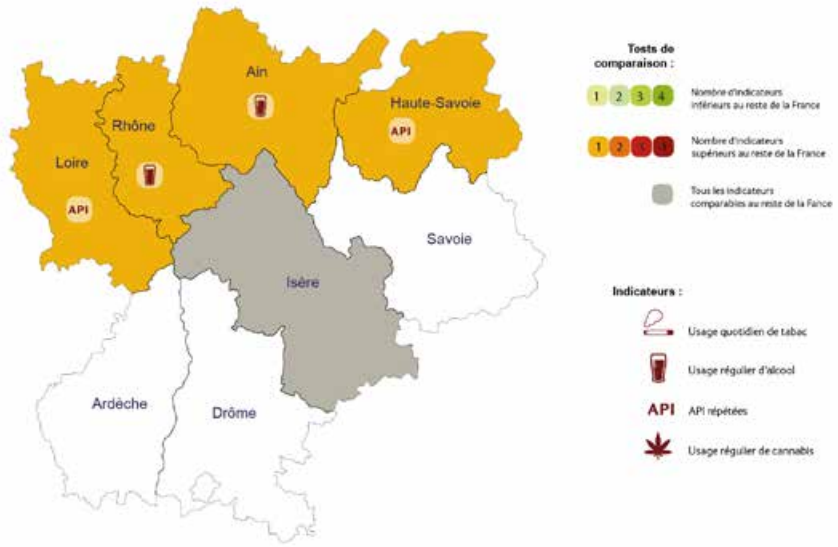 Ain
Haute-Savoie
API
Rhône
Loire
API
Savoie
Isère
Ardèche
Drôme
Tests de
comparaison :
1 2 3 4
Nombre d'indicateurs
inférieurs au reste de la France
1 2
Nombre d'indicateurs
supérieurs au reste de la France
Tous les indicateurs
comparables au reste de la Fance
Indicateurs :
Usage quotidien de tabac
Usage régulier d'alcool
API API répétées
Usage régulier de cannabis